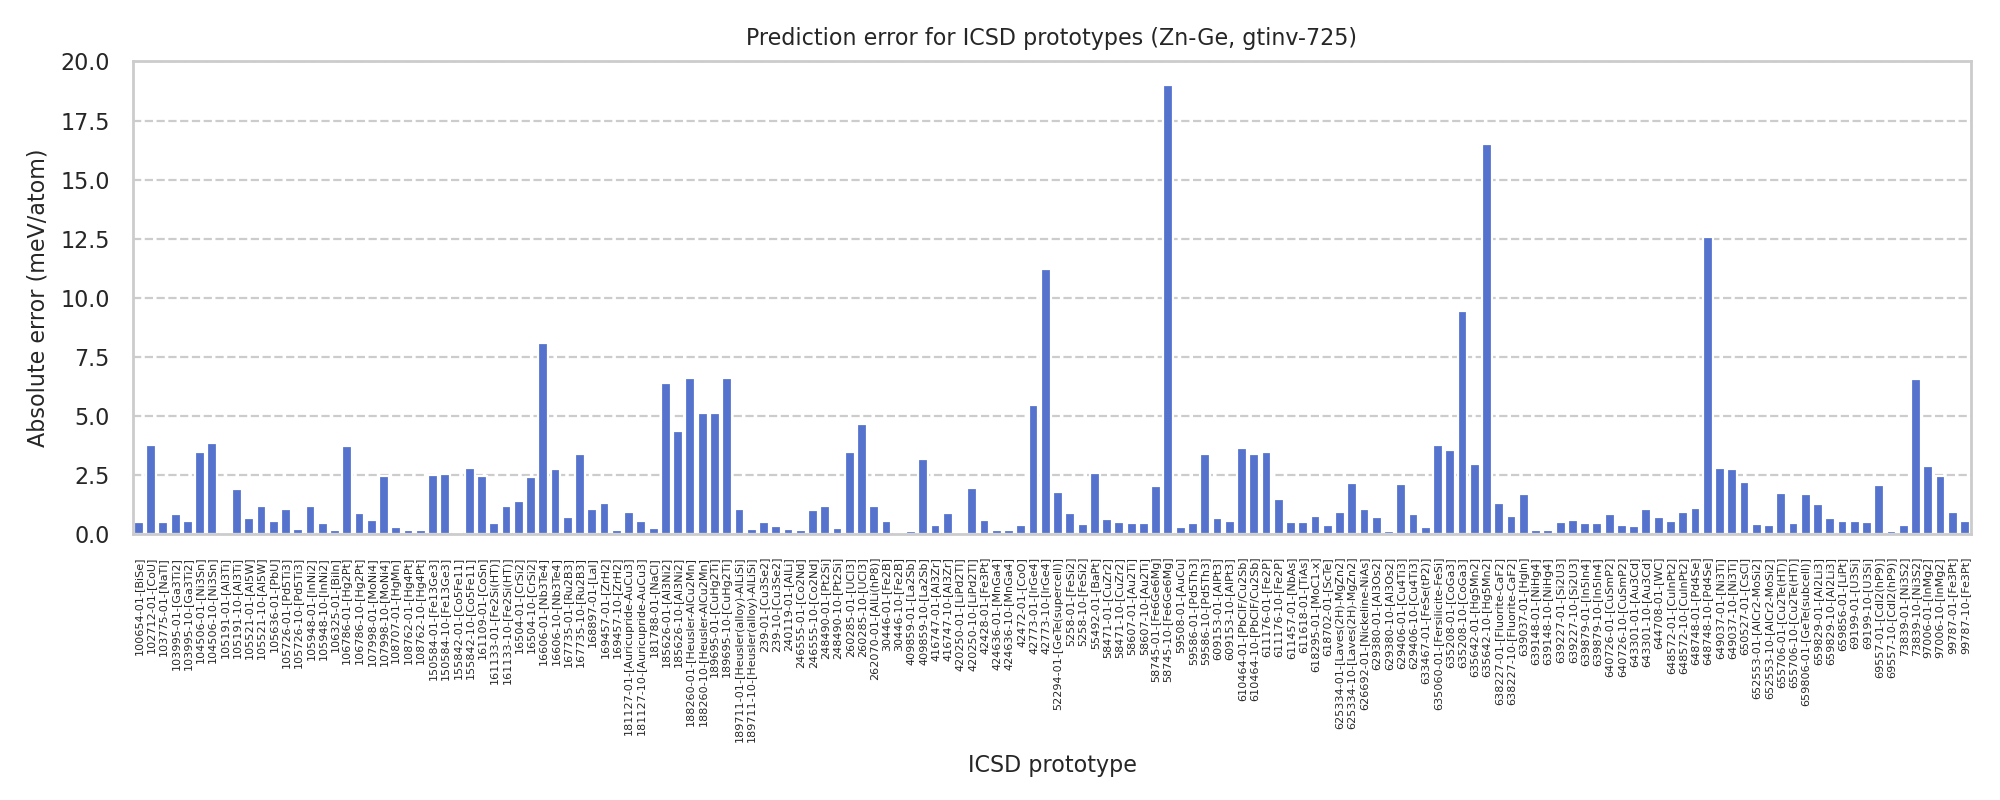 Prediction error for ICSD prototypes (Zn-Ge, gtinv-725)
Absolute error (meV/atom)
20.0
17.5
15.0
12.5
10.0
7.5
5.0
2.5
0.0
100654-01-[BiSe]
102712-01-[CoU]
103775-01-[NaTl]
103995-01-[Ga3Ti2]
103995-10-[Ga3Ti2]
104506-01-[Ni3Sn]
104506-10-[Ni3Sn]
105191-01-[Al3Ti]
105191-10-[Al3Ti]
105521-01-[Al5W]
105521-10-[Al5W]
105636-01-[PbU]
105726-01-[Pd5Ti3]
105726-10-[Pd5Ti3]
105948-01-[InNi2]
105948-10-[InNi2]
106325-01-[BiIn]
106786-01-[Hg2Pt]
106786-10-[Hg2Pt]
107998-01-[MoNi4]
107998-10-[MoNi4]
108707-01-[HgMn]
108762-01-[Hg4Pt]
108762-10-[Hg4Pt]
150584-01-[Fe13Ge3]
150584-10-[Fe13Ge3]
155842-01-[Co5Fe11]
155842-10-[Co5Fe11]
161109-01-[CoSn]
161133-01-[Fe2Si(HT)]
161133-10-[Fe2Si(HT)]
16504-01-[CrSi2]
16504-10-[CrSi2]
16606-01-[Nb3Te4]
16606-10-[Nb3Te4]
167735-01-[Ru2B3]
167735-10-[Ru2B3]
168897-01-[LaI]
169457-01-[ZrH2]
169457-10-[ZrH2]
181127-01-[Auricupride-AuCu3]
181127-10-[Auricupride-AuCu3]
181788-01-[NaCl]
185626-01-[Al3Ni2]
185626-10-[Al3Ni2]
188260-01-[Heusler-AlCu2Mn]
188260-10-[Heusler-AlCu2Mn]
189695-01-[CuHg2Ti]
189695-10-[CuHg2Ti]
189711-01-[Heusler(alloy)-AlLiSi]
189711-10-[Heusler(alloy)-AlLiSi]
239-01-[Cu3Se2]
239-10-[Cu3Se2]
240119-01-[AlLi]
246555-01-[Co2Nd]
246555-10-[Co2Nd]
248490-01-[Pt2Si]
248490-10-[Pt2Si]
260285-01-[UCl3]
260285-10-[UCl3]
262070-01-[AlLi(hP8)]
30446-01-[Fe2B]
30446-10-[Fe2B]
409859-01-[La2Sb]
409859-10-[La2Sb]
416747-01-[Al3Zr]
416747-10-[Al3Zr]
420250-01-[LiPd2Tl]
420250-10-[LiPd2Tl]
42428-01-[Fe3Pt]
424636-01-[MnGa4]
424636-10-[MnGa4]
42472-01-[CoO]
42773-01-[IrGe4]
42773-10-[IrGe4]
52294-01-[GeTe(supercell)]
5258-01-[FeSi2]
5258-10-[FeSi2]
55492-01-[BaPt]
58471-01-[CuZr2]
58471-10-[CuZr2]
58607-01-[Au2Ti]
58607-10-[Au2Ti]
58745-01-[Fe6Ge6Mg]
58745-10-[Fe6Ge6Mg]
59508-01-[AuCu]
59586-01-[Pd5Th3]
59586-10-[Pd5Th3]
609153-01-[AlPt3]
609153-10-[AlPt3]
610464-01-[PbClF/Cu2Sb]
610464-10-[PbClF/Cu2Sb]
611176-01-[Fe2P]
611176-10-[Fe2P]
611457-01-[NbAs]
611618-01-[TiAs]
618295-01-[MoC1-x]
618702-01-[ScTe]
625334-01-[Laves(2H)-MgZn2]
625334-10-[Laves(2H)-MgZn2]
626692-01-[Nickeline-NiAs]
629380-01-[Al3Os2]
629380-10-[Al3Os2]
629406-01-[Cu4Ti3]
629406-10-[Cu4Ti3]
633467-01-[FeSe(tP2)]
635060-01-[Fersilicite-FeSi]
635208-01-[CoGa3]
635208-10-[CoGa3]
635642-01-[Hg5Mn2]
635642-10-[Hg5Mn2]
638227-01-[Fluorite-CaF2]
638227-10-[Fluorite-CaF2]
639037-01-[HgIn]
639148-01-[NiHg4]
639148-10-[NiHg4]
639227-01-[Si2U3]
639227-10-[Si2U3]
639879-01-[InSIn4]
639879-10-[InSIn4]
640726-01-[CuSmP2]
640726-10-[CuSmP2]
643301-01-[Au3Cd]
643301-10-[Au3Cd]
644708-01-[WC]
648572-01-[CuInPt2]
648572-10-[CuInPt2]
648748-01-[Pd4Se]
648748-10-[Pd4Se]
649037-01-[Ni3Ti]
649037-10-[Ni3Ti]
650527-01-[CsCl]
652553-01-[AlCr2-MoSi2]
652553-10-[AlCr2-MoSi2]
655706-01-[Cu2Te(HT)]
655706-10-[Cu2Te(HT)]
659806-01-[GeTe(subcell)]
659829-01-[Al2Li3]
659829-10-[Al2Li3]
659856-01-[LiPt]
69199-01-[U3Si]
69199-10-[U3Si]
69557-01-[CdI2(hP9)]
69557-10-[CdI2(hP9)]
73839-01-[Ni3S2]
73839-10-[Ni3S2]
97006-01-[InMg2]
97006-10-[InMg2]
99787-01-[Fe3Pt]
99787-10-[Fe3Pt]
ICSD prototype